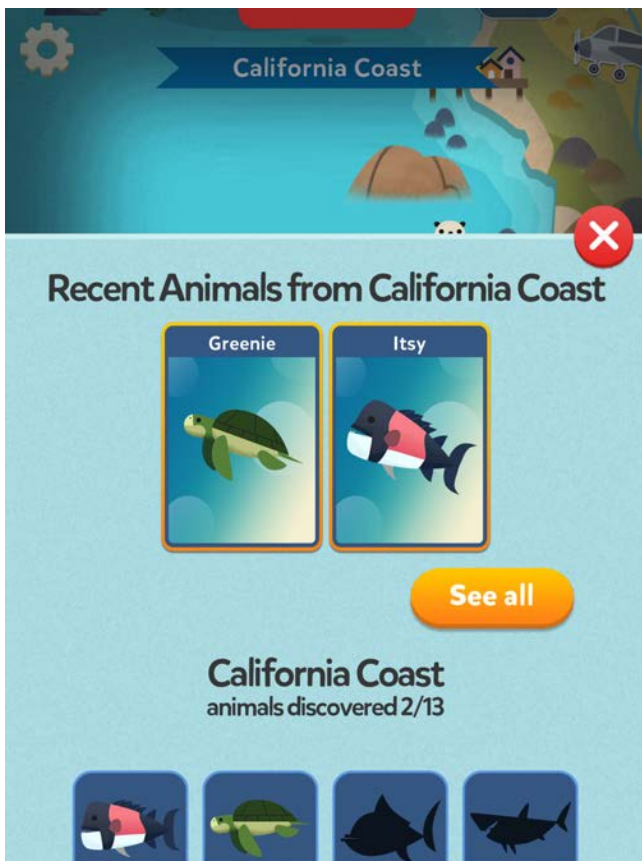 California Coast
Recent Animals from California Coast
Greenie
Itsy
See all
California Coast
animals discovered 2/13